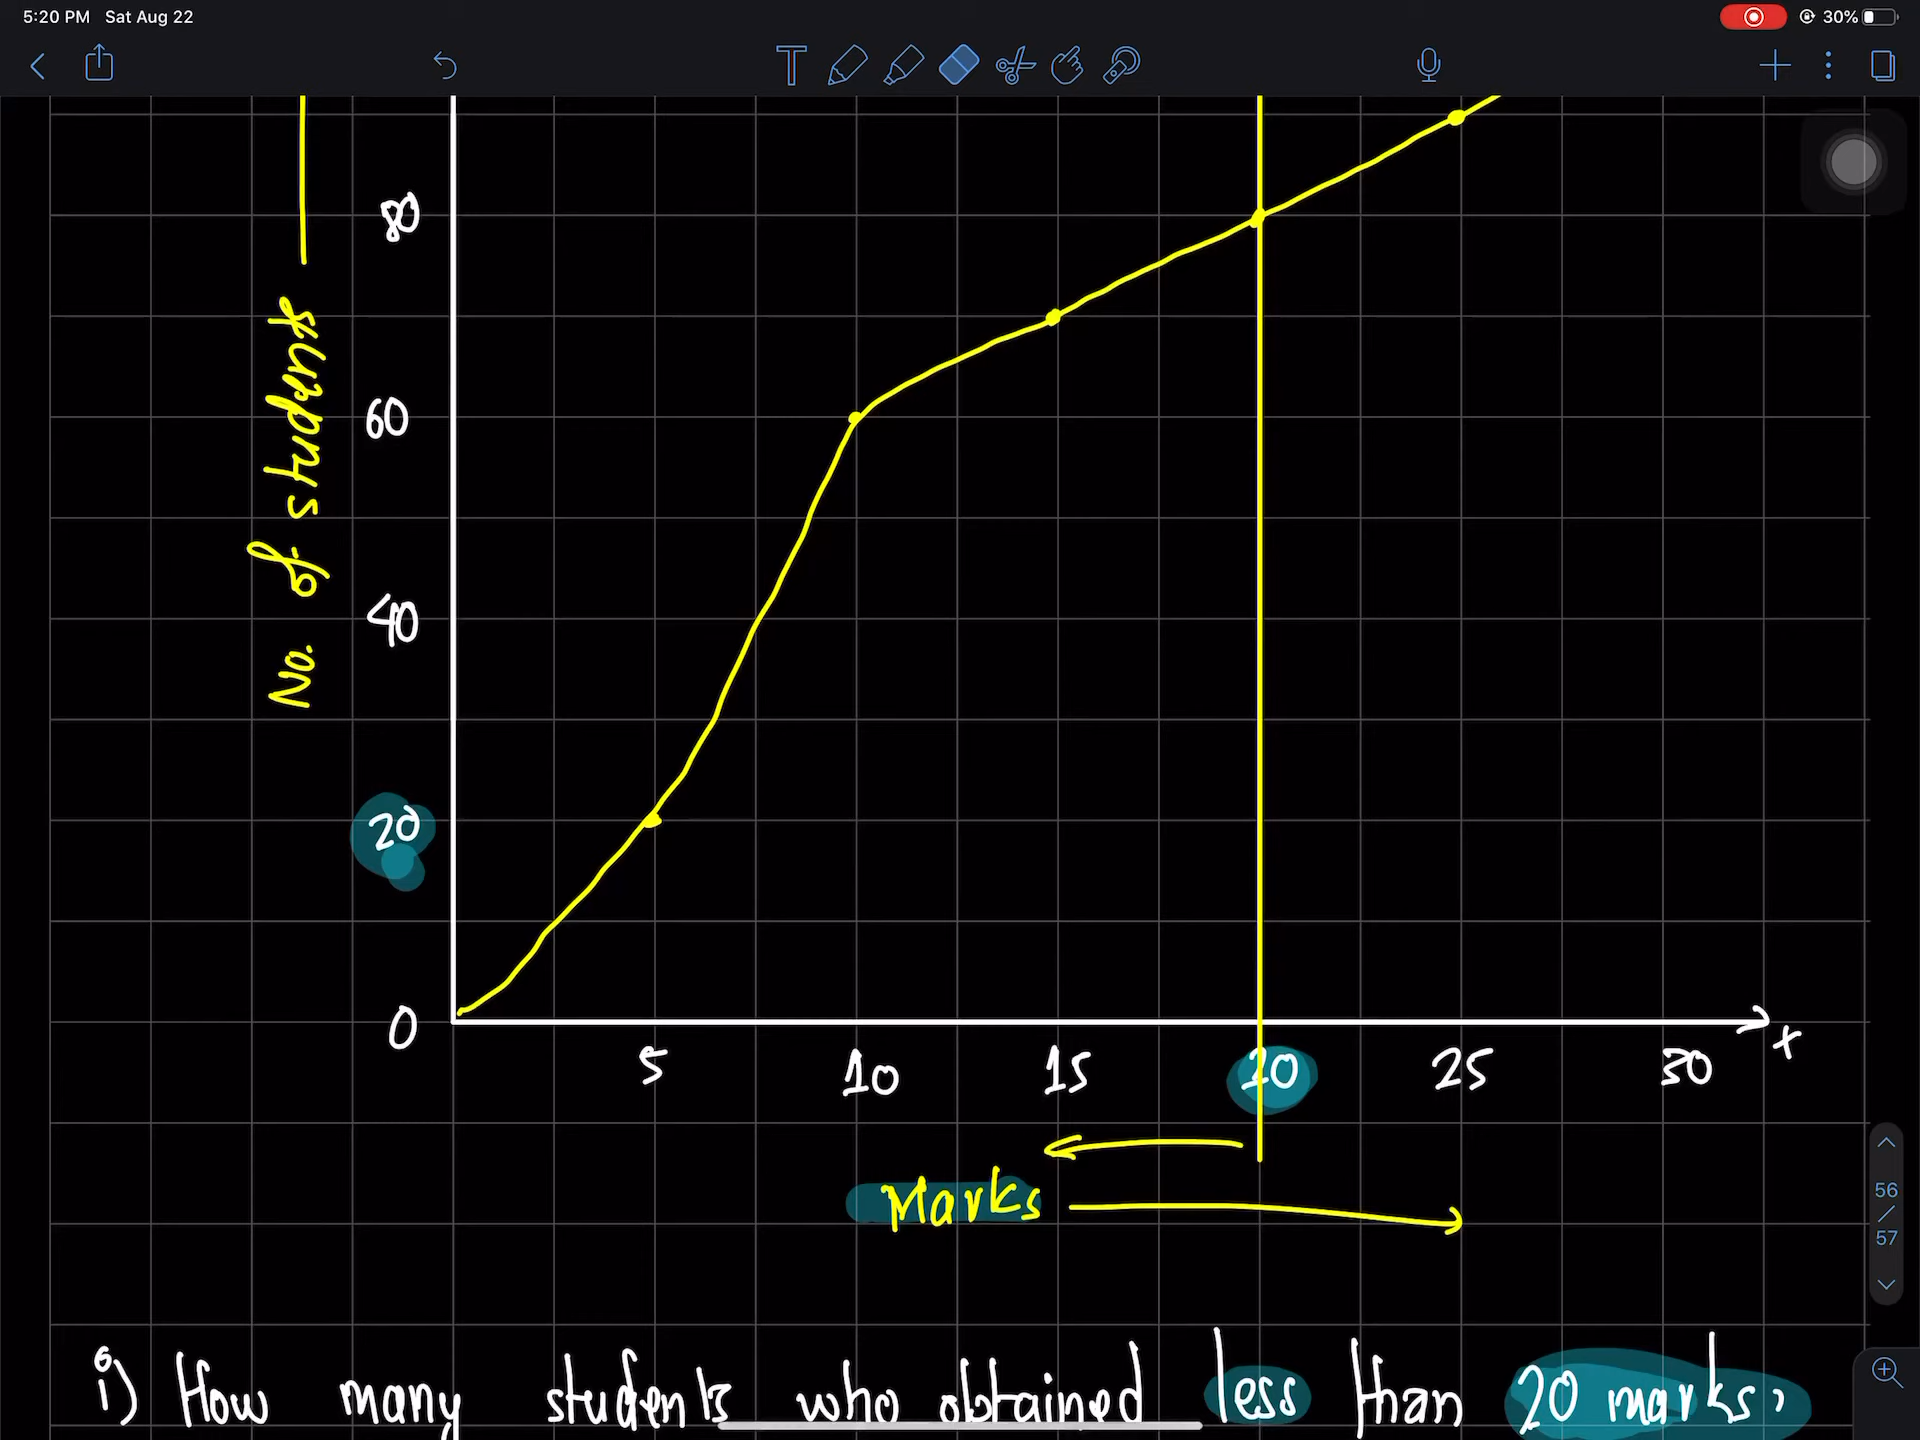 5:20 PM Sat Aug 22
30%
T
80
60
40
20
0
No. of students
5 10 15 20 25 30 x
Marks
56
/
57
i) How many students who obtained less than 20 marks?